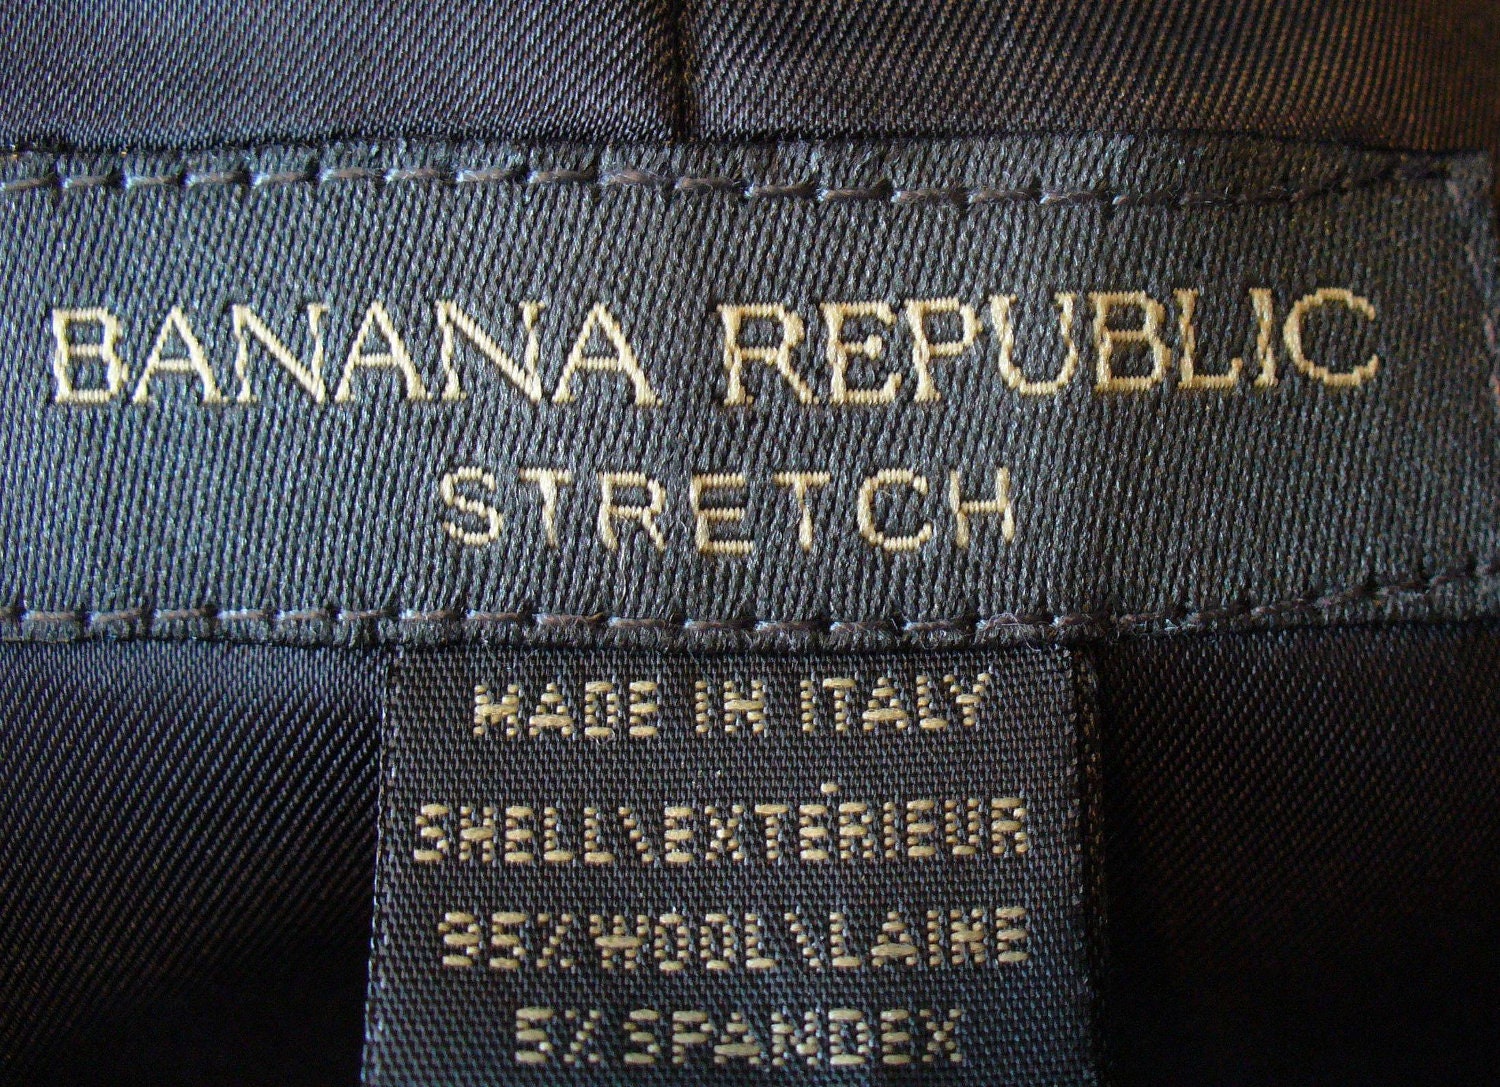 BANANA REPUBLIC
STRETCH
MADE IN ITALY
SHELL\EXTÉRIEUR
95% WOOL\LAINE
5% SPANDEX